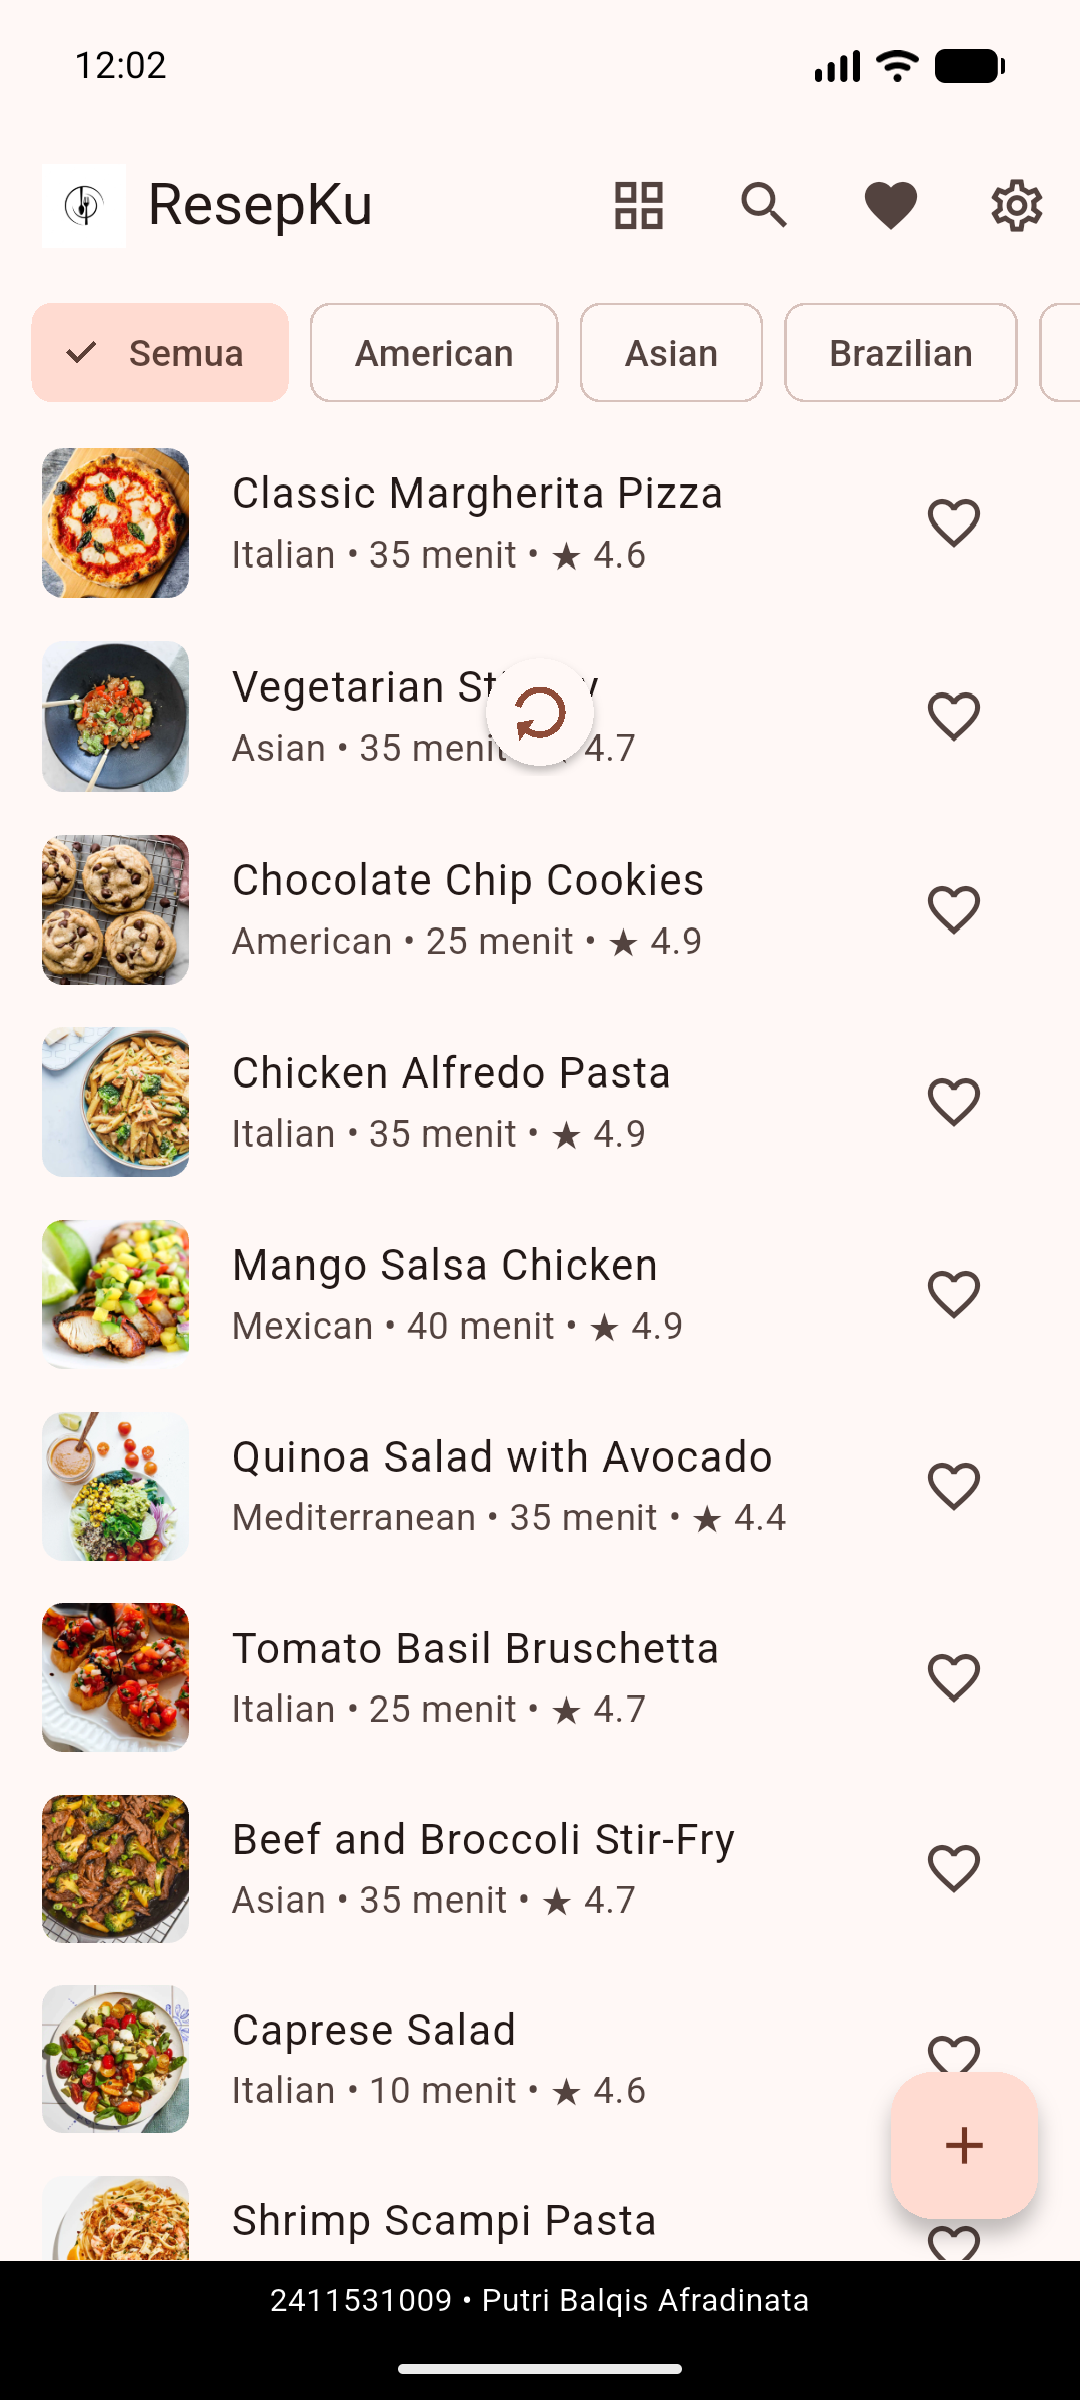 12:02
ResepKu
Semua
American
Asian
Brazilian
Classic Margherita Pizza
Italian • 35 menit • ★ 4.6
Vegetarian
Asian • 35 menit 4.7
Chocolate Chip Cookies
American • 25 menit • ★ 4.9
Chicken Alfredo Pasta
Italian • 35 menit • ★ 4.9
Mango Salsa Chicken
Mexican • 40 menit • ★ 4.9
Quinoa Salad with Avocado
Mediterranean • 35 menit • ★ 4.4
Tomato Basil Bruschetta
Italian • 25 menit • ★ 4.7
Beef and Broccoli Stir-Fry
Asian • 35 menit • ★ 4.7
Caprese Salad
Italian • 10 menit • ★ 4.6
Shrimp Scampi Pasta
2411531009 • Putri Balqis Afradinata